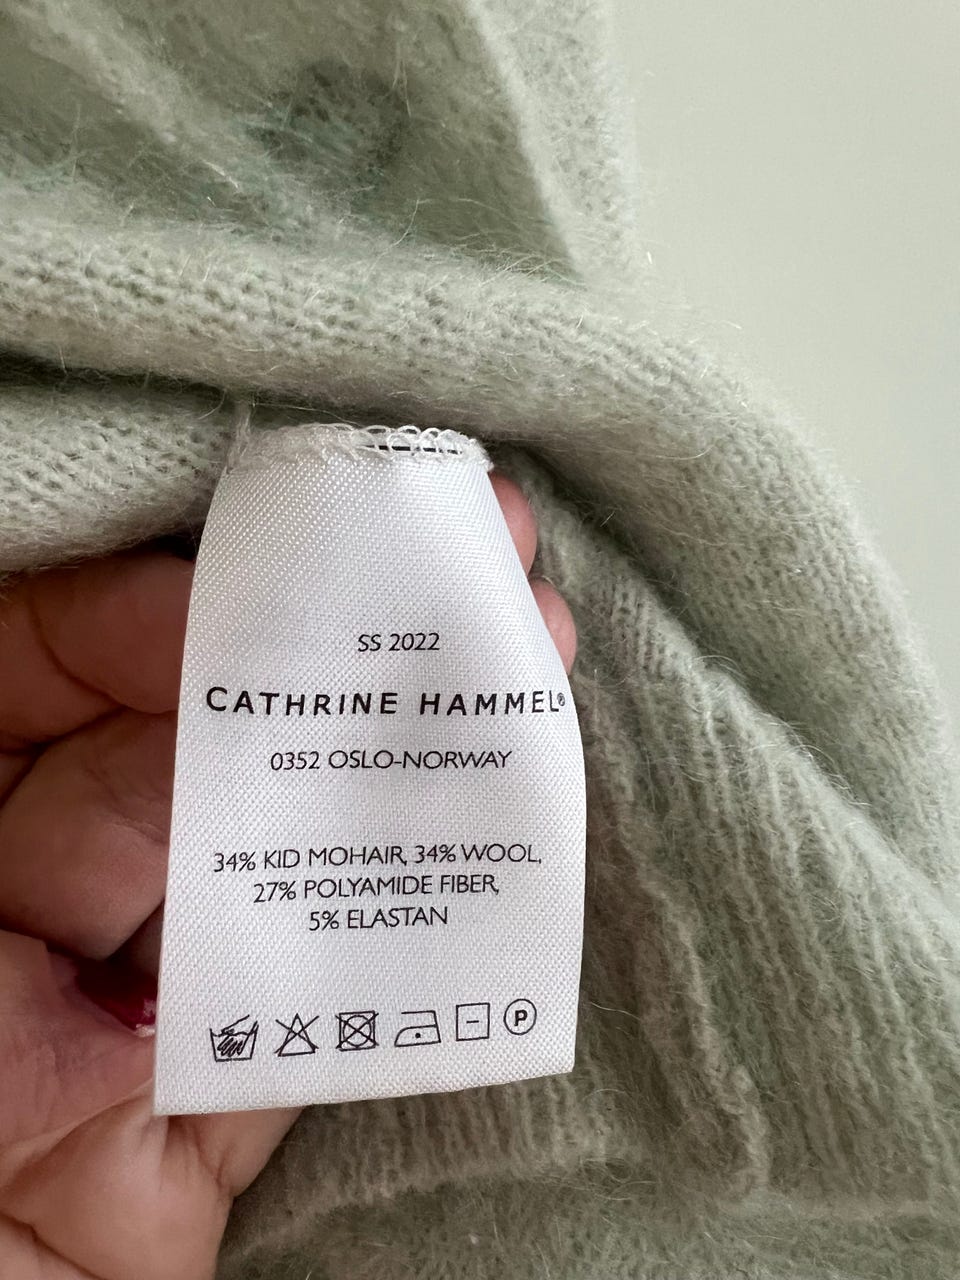 SS 2022
CATHRINE HAMMEL®
0352 OSLO-NORWAY
34% KID MOHAIR, 34% WOOL,
27% POLYAMIDE FIBER,
5% ELASTAN
P